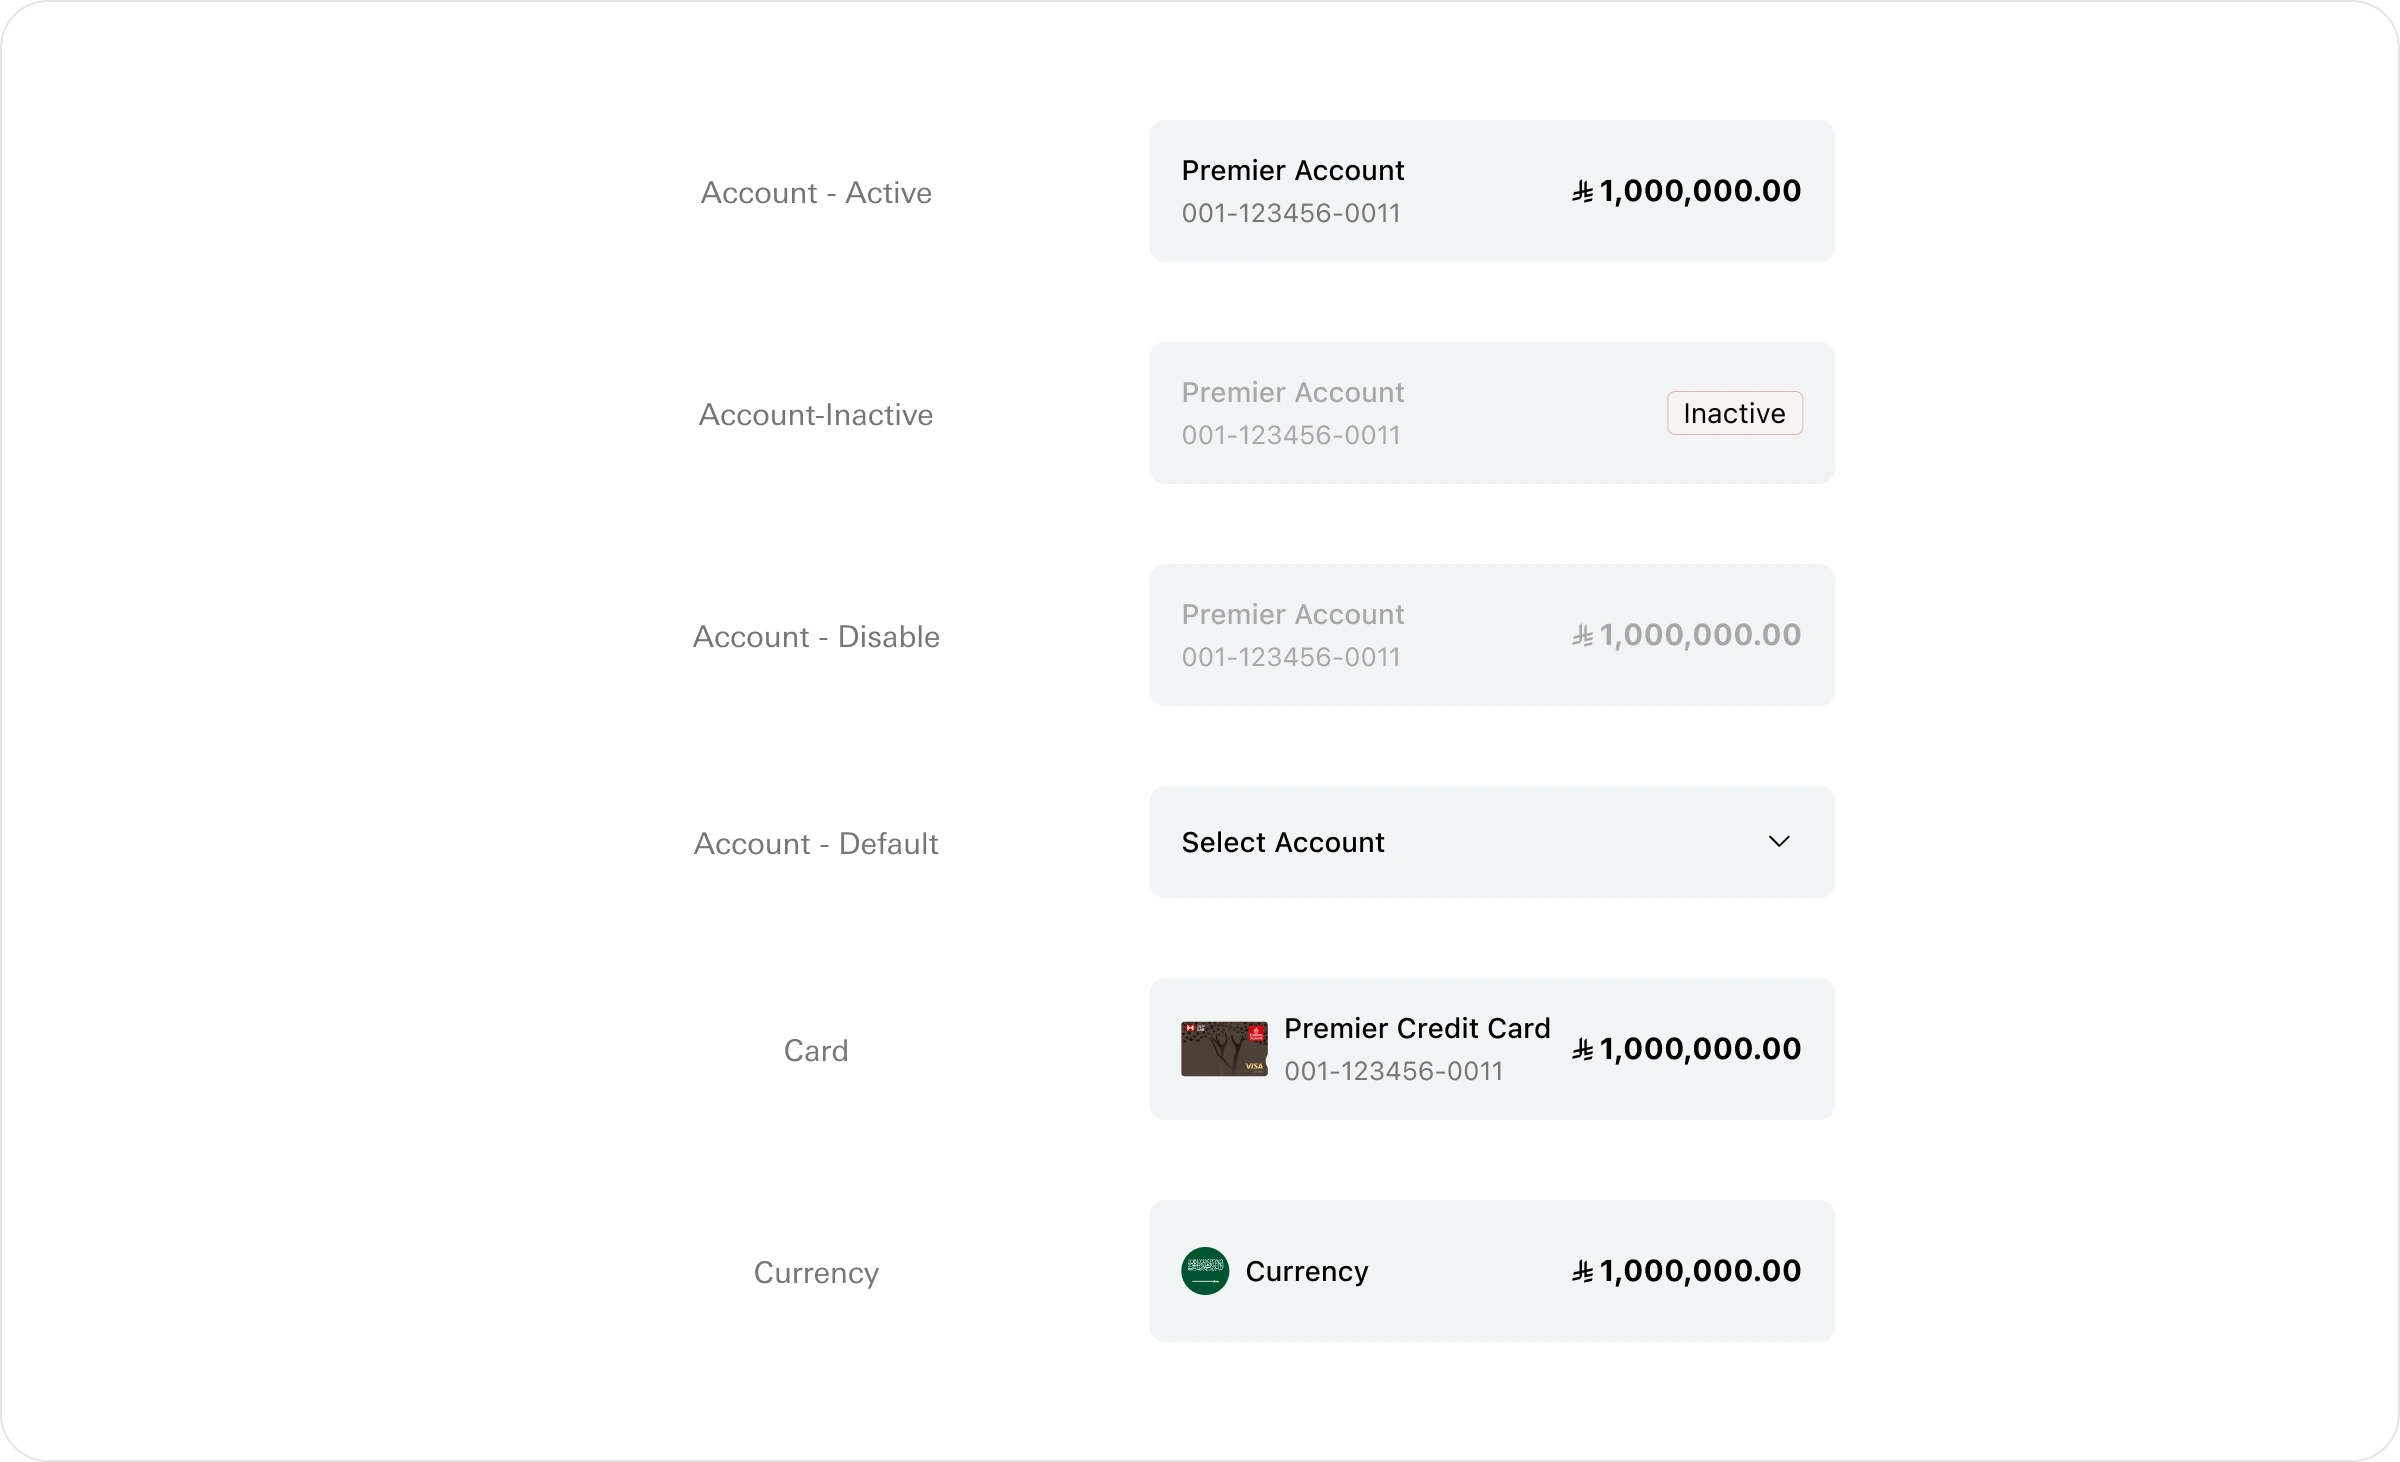 Account - Active
Premier Account
001-123456-0011
1,000,000.00
Account-Inactive
Premier Account
001-123456-0011
Inactive
Account - Disable
Premier Account
001-123456-0011
1,000,000.00
Account - Default
Select Account
Card
VISA
Premier Credit Card
001-123456-0011
1,000,000.00
Currency
Currency
1,000,000.00